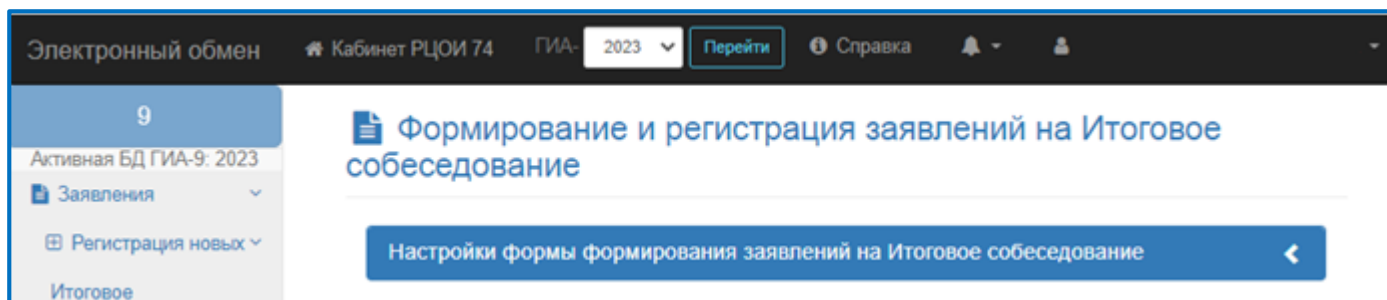 Электронный обмен Кабинет РЦОИ 74 ГИА- 2023 Перейти Справка
9
Активная БД ГИА-9: 2023
Заявления
Регистрация новых
Итоговое
Формирование и регистрация заявлений на Итоговое
собеседование
Настройки формы формирования заявлений на Итоговое собеседование